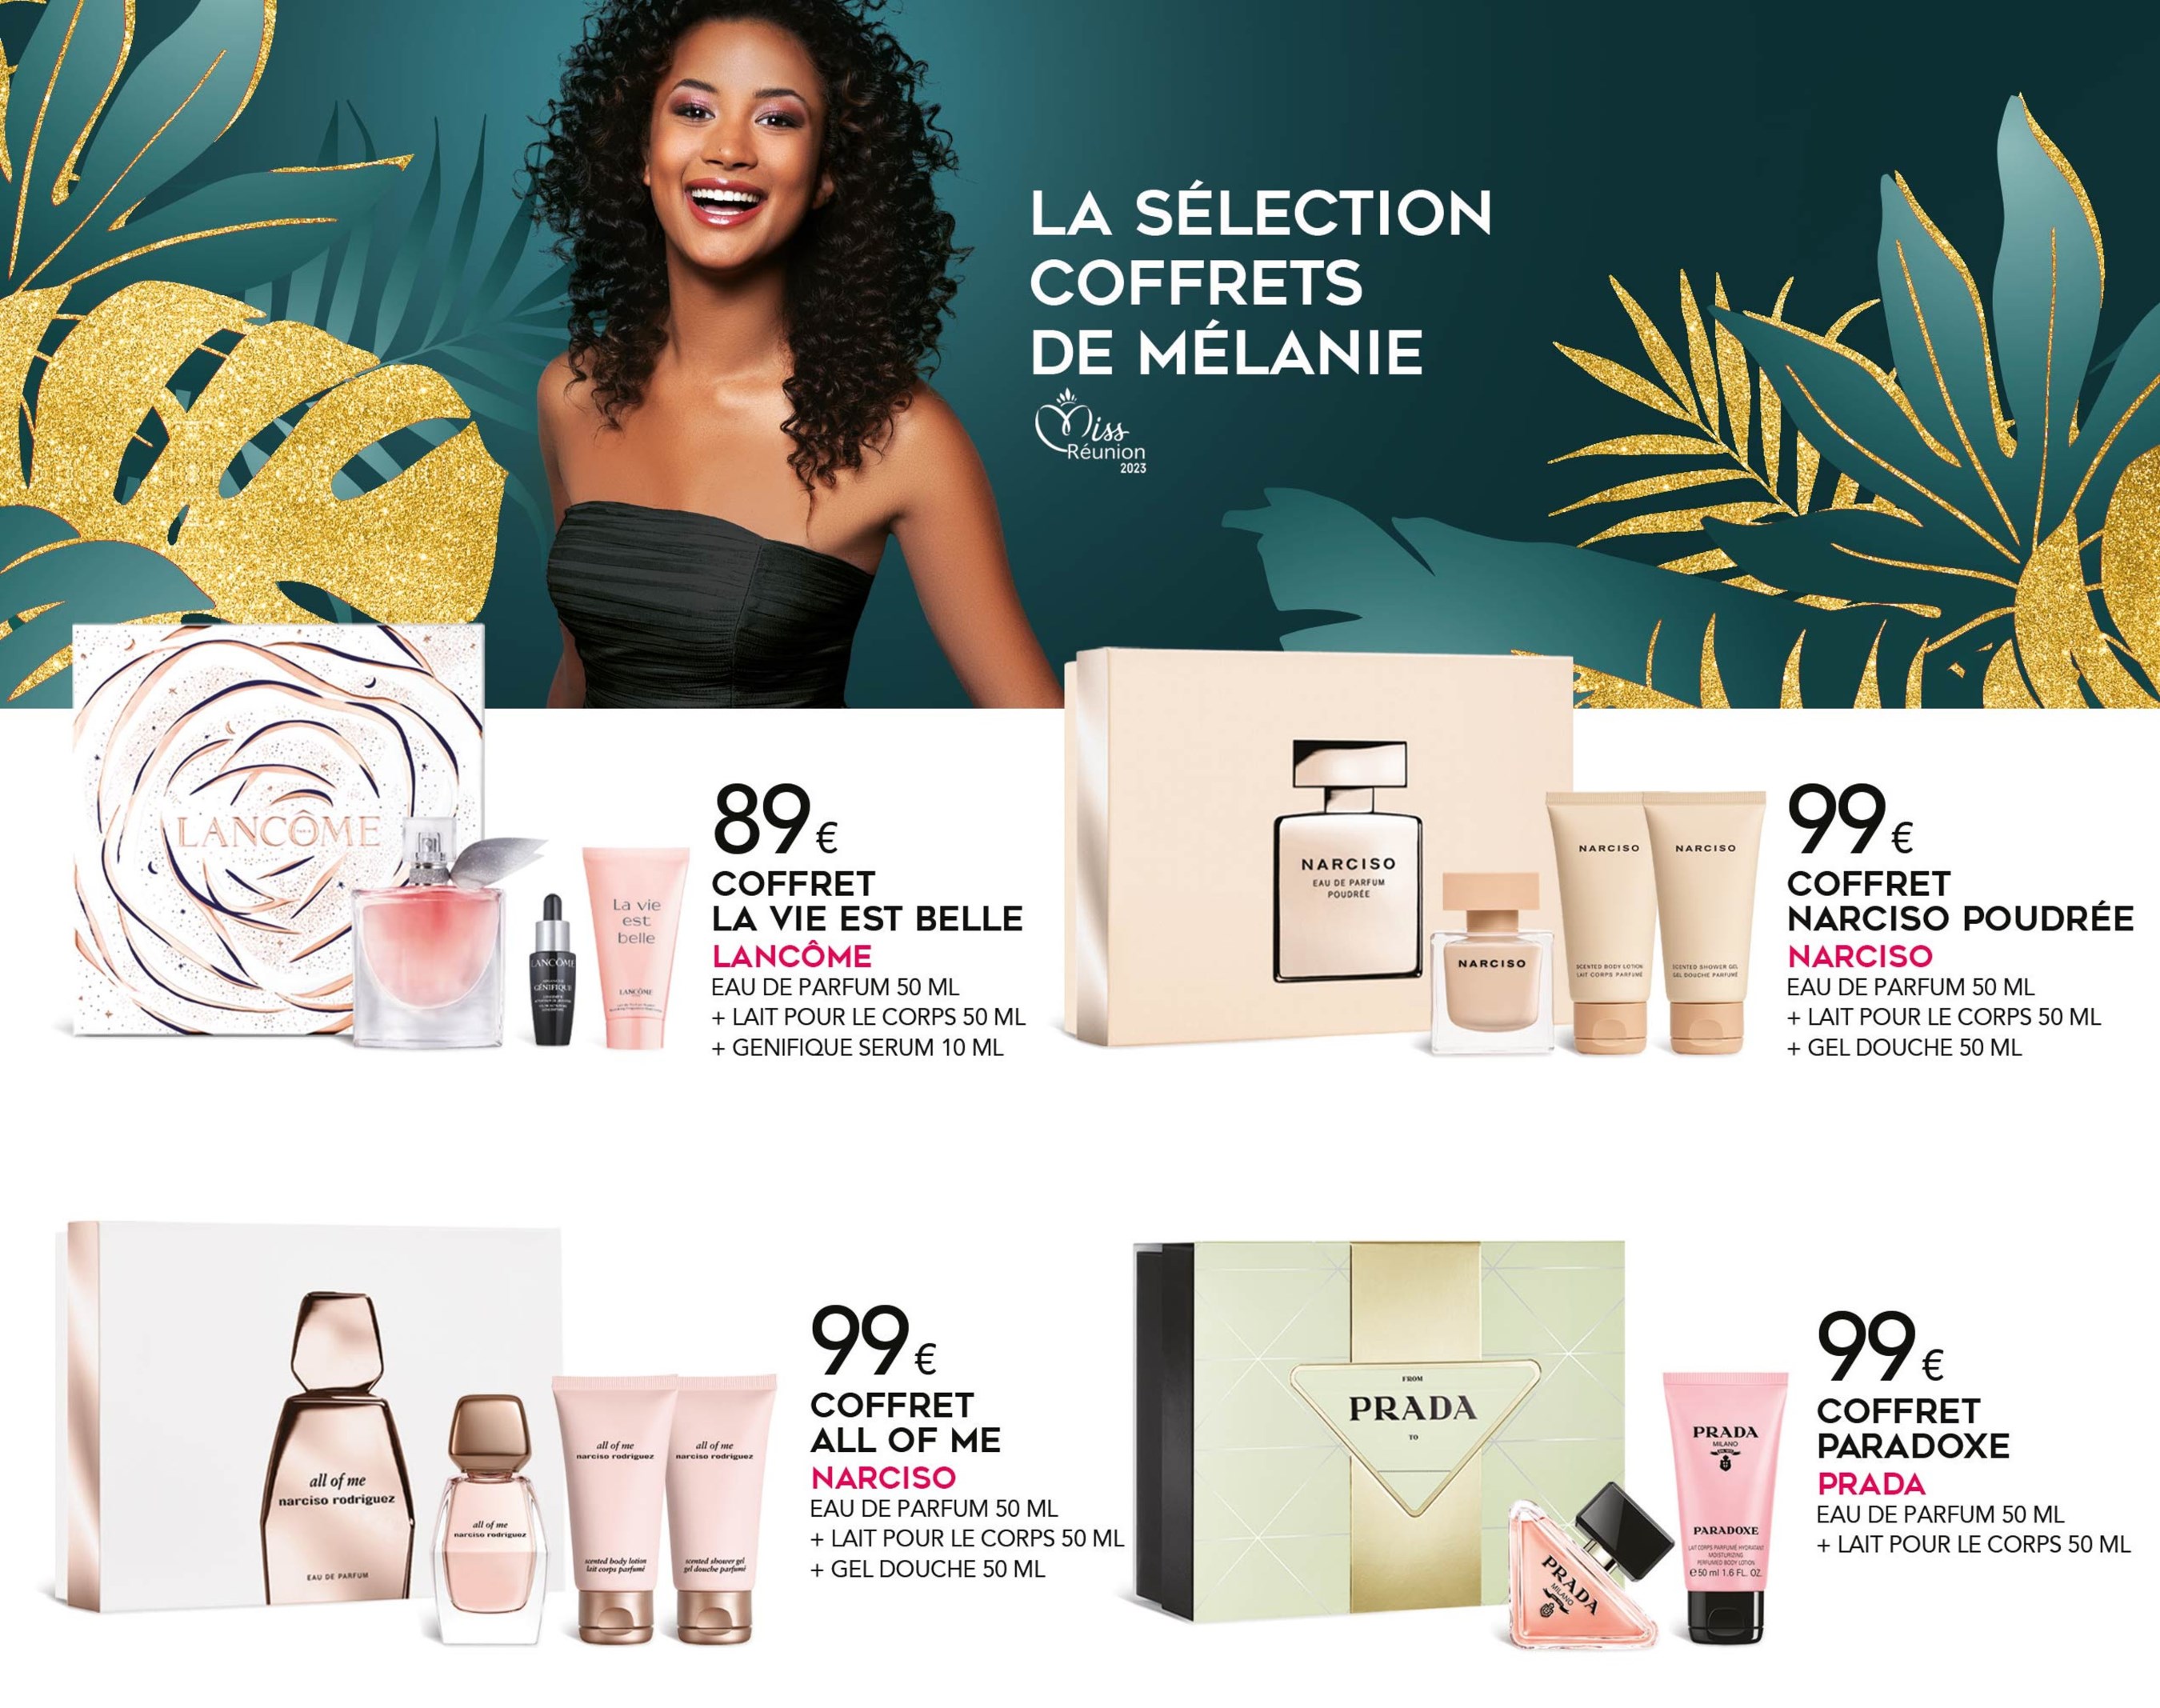 LA SÉLECTION
COFFRETS
DE MÉLANIE
Miss
Réunion
2023
LANCÔME
LANCÔME
GÉNIFIQUE
La vie
est
belle
LANCÔME
89 €
COFFRET
LA VIE EST BELLE
LANCÔME
EAU DE PARFUM 50 ML
+ LAIT POUR LE CORPS 50 ML
+ GENIFIQUE SERUM 10 ML
NARCISO
EAU DE PARFUM
POUDRÉE
NARCISO
NARCISO
SCENTED BODY LOTION
LAIT CORPS PARFUMÉ
NARCISO
SCENTED SHOWER GEL
GEL DOUCHE PARFUMÉ
99 €
COFFRET
NARCISO POUDRÉE
NARCISO
EAU DE PARFUM 50 ML
+ LAIT POUR LE CORPS 50 ML
+ GEL DOUCHE 50 ML
all of me
narciso rodriguez
EAU DE PARFUM
all of me
narciso rodriguez
all of me
narciso rodriguez
scented body lotion
lait corps parfumé
all of me
narciso rodriguez
scented shower gel
gel douche parfumé
99 €
COFFRET
ALL OF ME
NARCISO
EAU DE PARFUM 50 ML
+ LAIT POUR LE CORPS 50 ML
+ GEL DOUCHE 50 ML
FROM
PRADA
TO
PRADA
MILANO
PRADA
MILANO
PARADOXE
LAIT CORPS PARFUMÉ HYDRATANT
MOISTURIZING
PERFUMED BODY LOTION
e 50 ml 1.6 FL. OZ.
99 €
COFFRET
PARADOXE
PRADA
EAU DE PARFUM 50 ML
+ LAIT POUR LE CORPS 50 ML